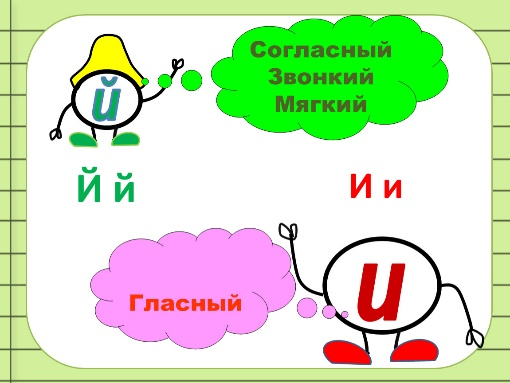 Согласный
Звонкий
Мягкий
й
Й й
И и
Гласный
и